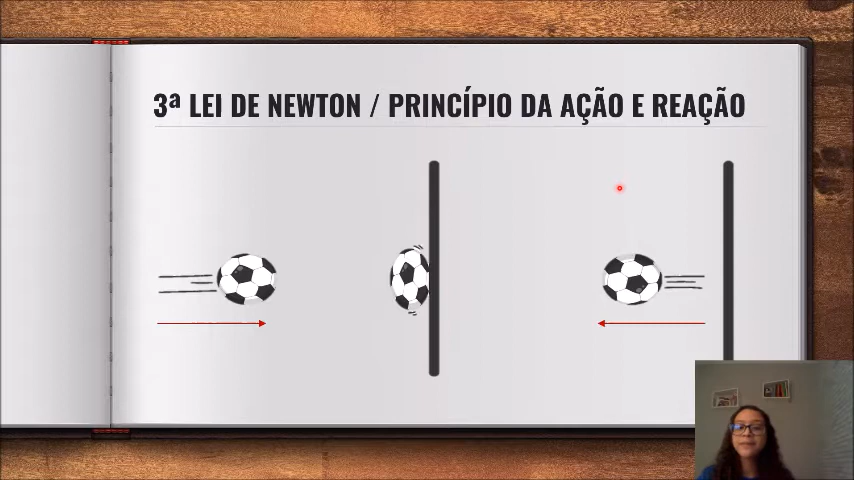 3ª LEI DE NEWTON / PRINCÍPIO DA AÇÃO E REAÇÃO